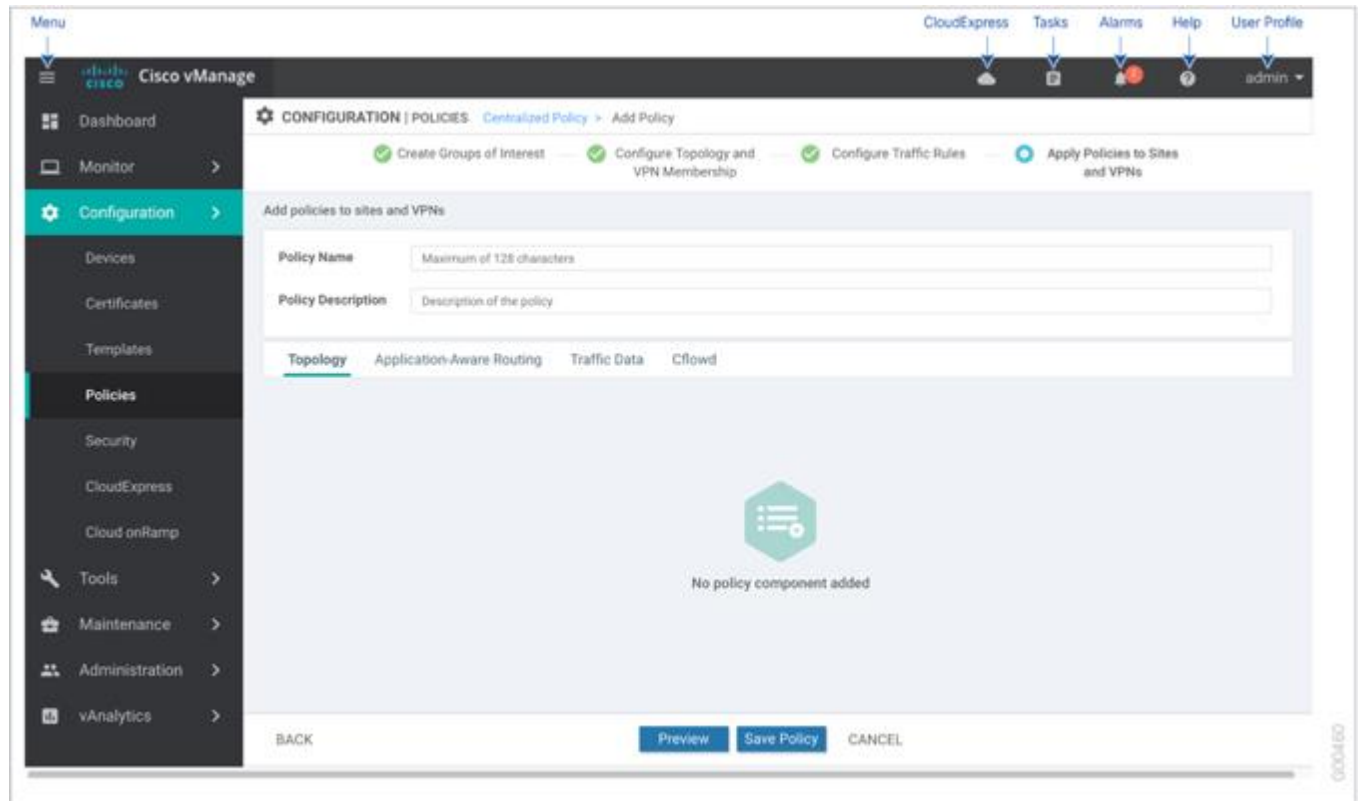 Menu
CloudExpress Tasks Alarms Help User Profile
cisco Cisco vManage
admin
Dashboard
Monitor
Configuration
Devices
Certificates
Templates
Policies
Security
CloudExpress
Cloud onRamp
Tools
Maintenance
Administration
vAnalytics
CONFIGURATION | POLICIES Centralized Policy > Add Policy
Create Groups of Interest
Configure Topology and
VPN Membership
Configure Traffic Rules
Apply Policies to Sites
and VPNs
Add policies to sites and VPNs
Policy Name Maximum of 128 characters
Policy Description Description of the policy
Topology Application-Aware Routing Traffic Data Cflowd
No policy component added
BACK Preview Save Policy CANCEL
000460